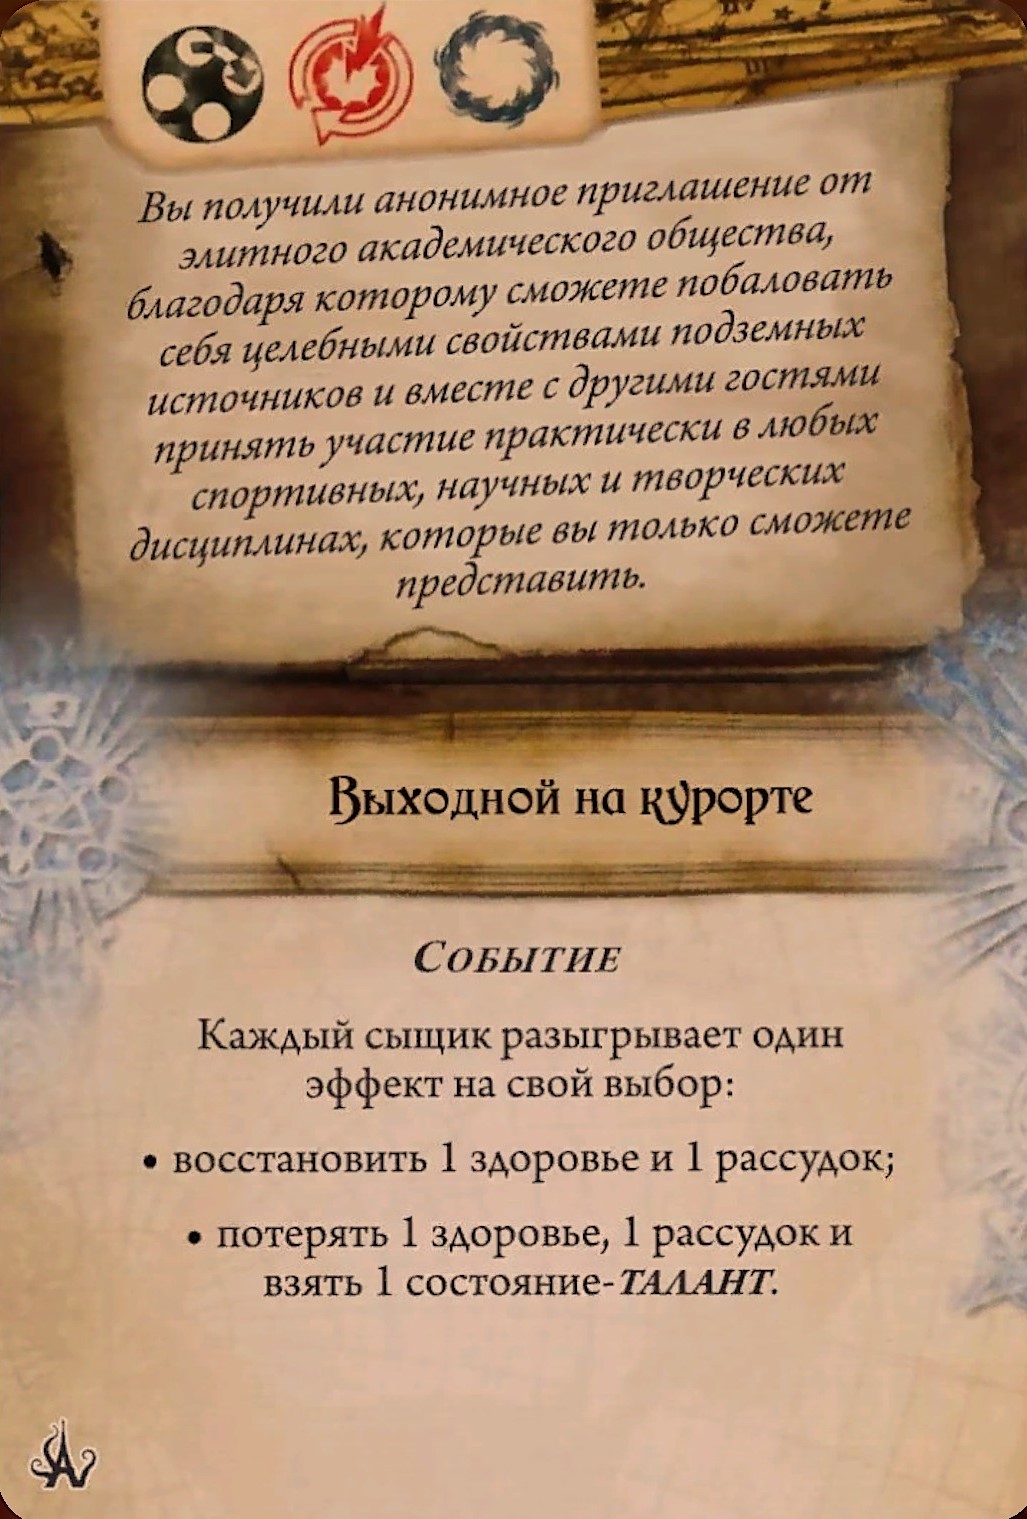 Вы получили анонимное приглашение от
элитного академического общества,
благодаря которому сможете побаловать
себя целебными свойствами подземных
источников и вместе с другими гостями
принять участие практически в любых
спортивных, научных и творческих
дисциплинах, которые вы только сможете
представить.
Выходной на курорте
Событие
Каждый сыщик разыгрывает один
эффект на свой выбор:
• восстановить 1 здоровье и 1 рассудок;
• потерять 1 здоровье, 1 рассудок и
взять 1 состояние-ТАЛАНТ.